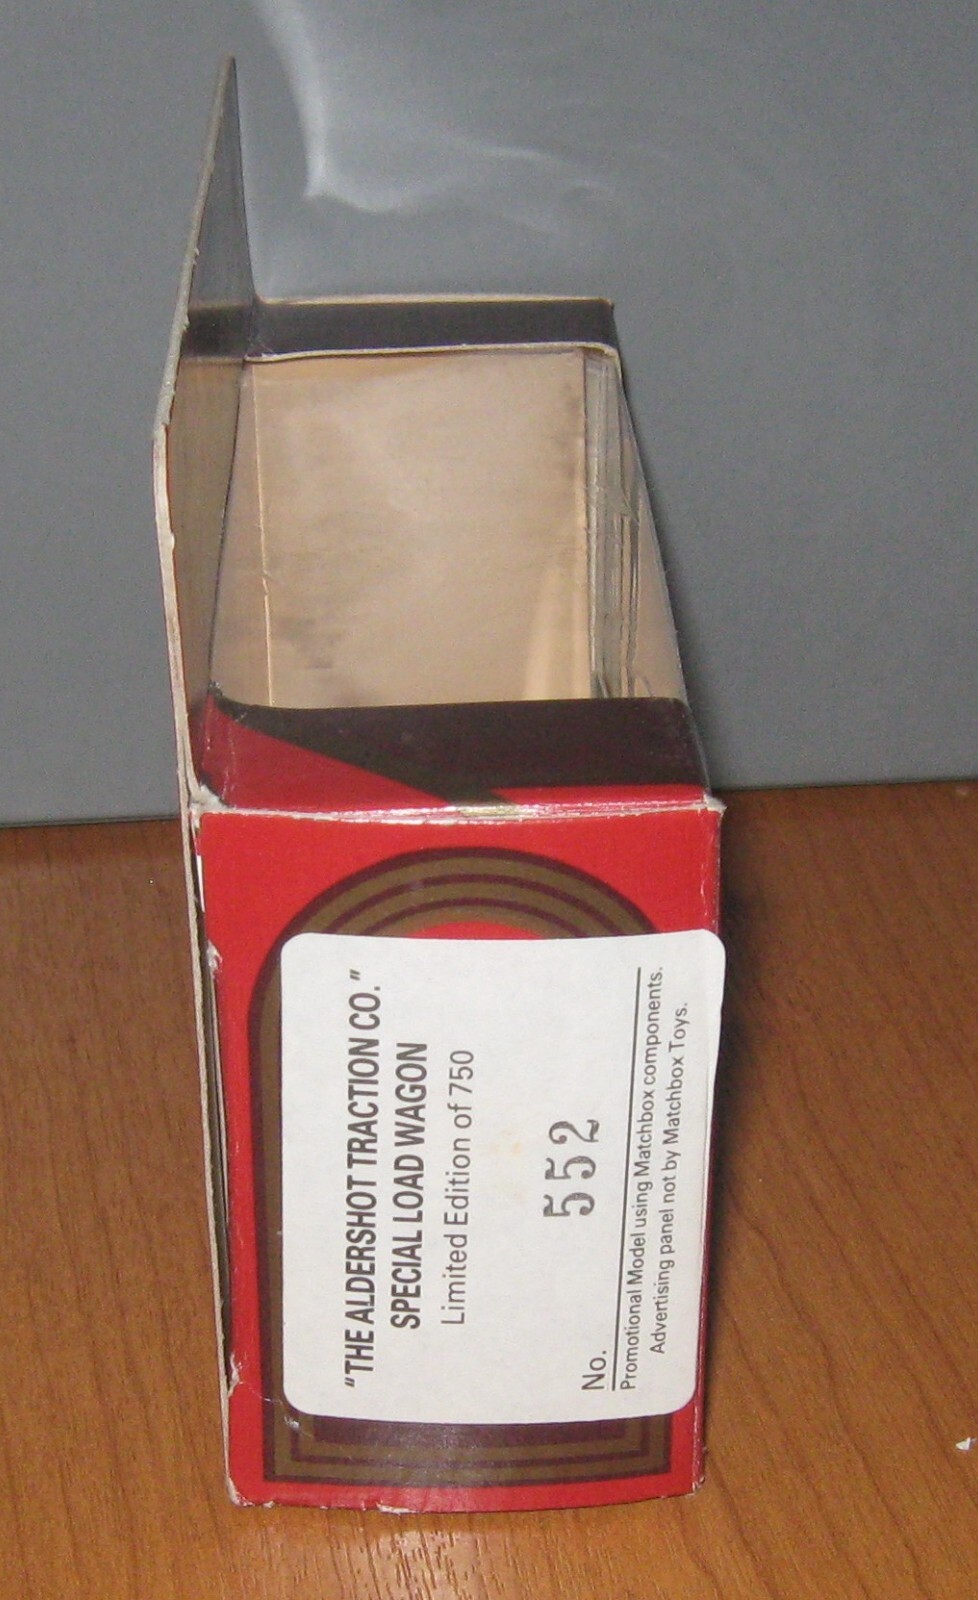 "THE ALDERSHOT TRACTION CO."
SPECIAL LOAD WAGON
Limited Edition of 750
No. 552
Promotional Model using Matchbox components.
Advertising panel not by Matchbox Toys.